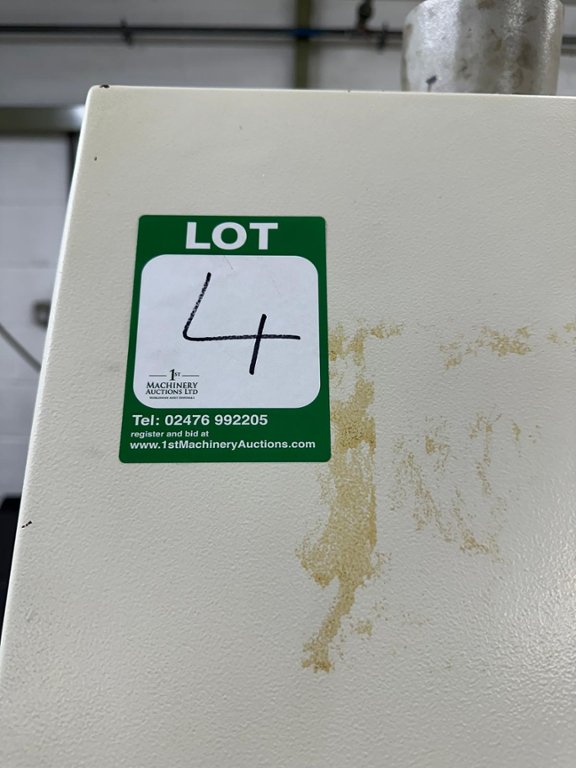 LOT
4
1ST
MACHINERY
AUCTIONS LTD
Tel: 02476 992205
register and bid at
www.1stMachineryAuctions.com